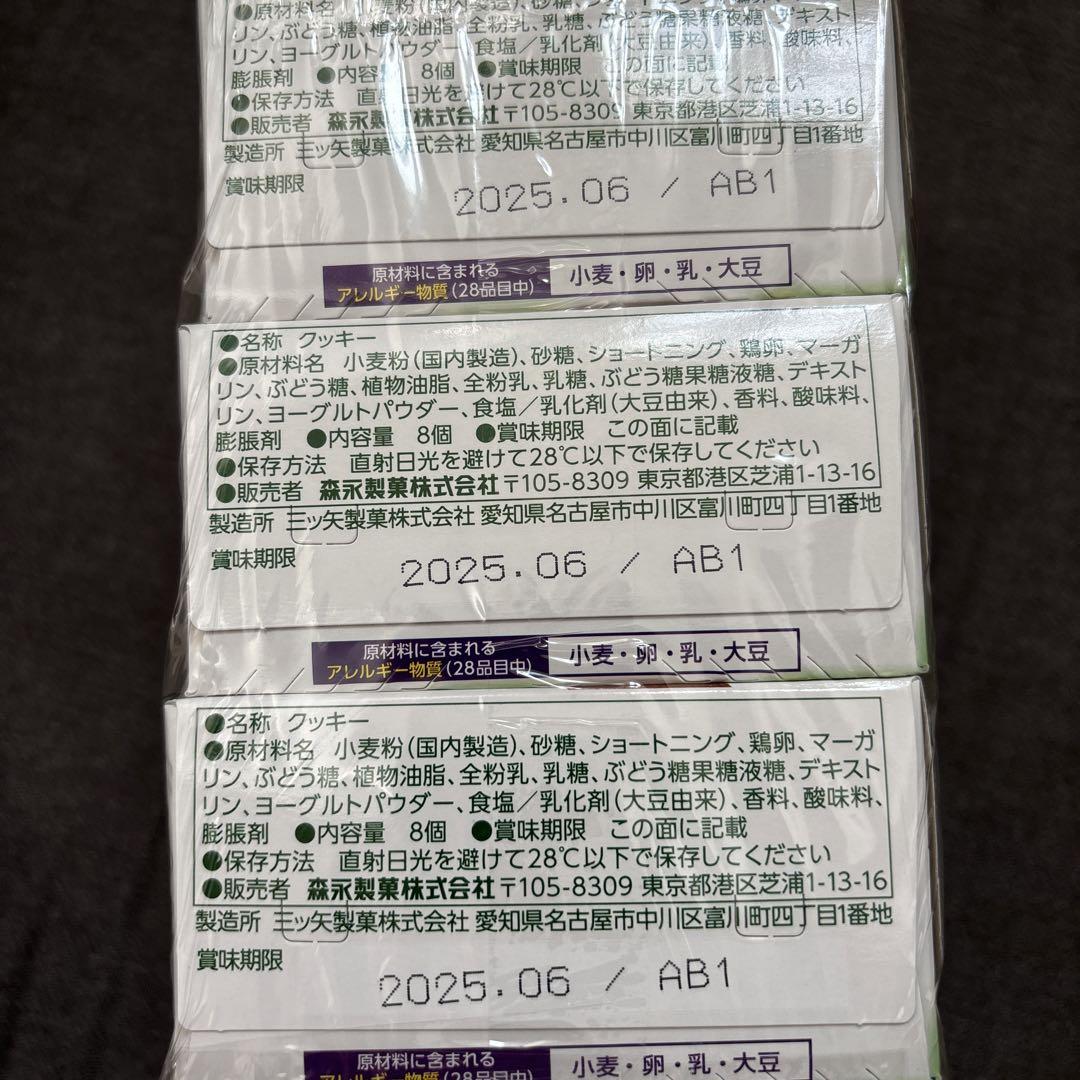 ●原材料名 小麦粉(国内製造)、砂糖、
リン、ぶどう糖、植物油脂、全粉乳、乳糖、ぶどう糖果糖液糖、デキスト
リン、ヨーグルトパウダー、食塩/乳化剤(大豆由来)、香料、酸味料、
膨脹剤 ●内容量 8個 ●賞味期限 この面に記載
●保存方法 直射日光を避けて28℃以下で保存してください
●販売者 森永製菓株式会社 〒105-8309 東京都港区芝浦1-13-16
製造所 三ッ矢製菓株式会社 愛知県名古屋市中川区富川町四丁目1番地
賞味期限
2025.06 / AB1
原材料に含まれる
アレルギー物質(28品目中)
小麦・卵・乳・大豆
●名称 クッキー
●原材料名 小麦粉(国内製造)、砂糖、ショートニング、鶏卵、マーガ
リン、ぶどう糖、植物油脂、全粉乳、乳糖、ぶどう糖果糖液糖、デキスト
リン、ヨーグルトパウダー、食塩/乳化剤(大豆由来)、香料、酸味料、
膨脹剤 ●内容量 8個 ●賞味期限 この面に記載
●保存方法 直射日光を避けて28℃以下で保存してください
●販売者 森永製菓株式会社 〒105-8309 東京都港区芝浦1-13-16
製造所 三ッ矢製菓株式会社 愛知県名古屋市中川区富川町四丁目1番地
賞味期限
2025.06 / AB1
原材料に含まれる
アレルギー物質(28品目中)
小麦・卵・乳・大豆
●名称 クッキー
●原材料名 小麦粉(国内製造)、砂糖、ショートニング、鶏卵、マーガ
リン、ぶどう糖、植物油脂、全粉乳、乳糖、ぶどう糖果糖液糖、デキスト
リン、ヨーグルトパウダー、食塩/乳化剤(大豆由来)、香料、酸味料、
膨脹剤 ●内容量 8個 ●賞味期限 この面に記載
●保存方法 直射日光を避けて28℃以下で保存してください
●販売者 森永製菓株式会社 〒105-8309 東京都港区芝浦1-13-16
製造所 三ッ矢製菓株式会社 愛知県名古屋市中川区富川町四丁目1番地
賞味期限
2025.06 / AB1
原材料に含まれる
アレルギー物質(28品目中)
小麦・卵・乳・大豆